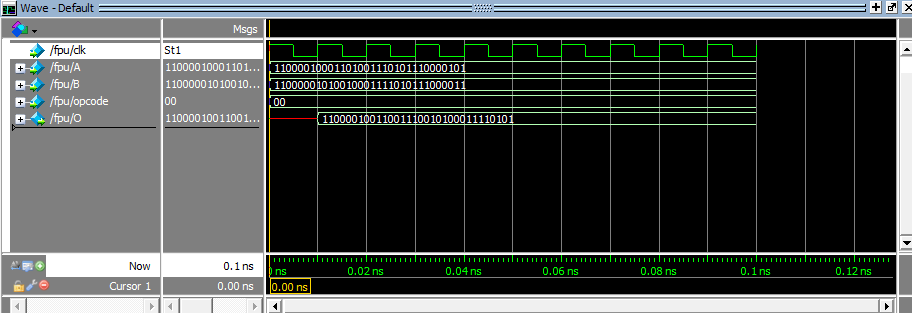 Wave - Default
Msgs
/fpu/clk St1
/fpu/A 11000010001101... 11000010001101001110101110000101
/fpu/B 11000001010010... 11000001010010001111010111000011
/fpu/opcode 00 00
/fpu/O 11000010011001... 11000010011001110010100011110101
Now 0.1 ns ns 0.02 ns 0.04 ns 0.06 ns 0.08 ns 0.1 ns 0.12 ns
Cursor 1 0.00 ns 0.00 ns